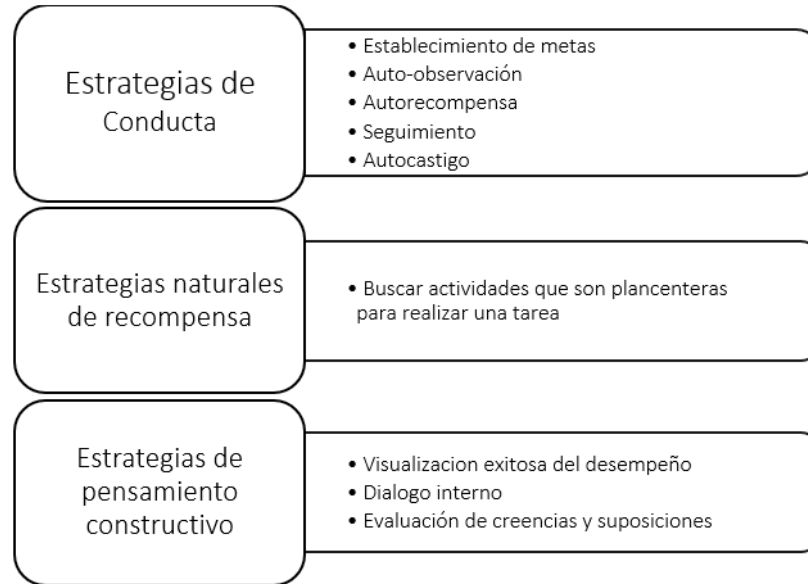 Estrategias de
Conducta
• Establecimiento de metas
• Auto-observación
• Autorecompensa
• Seguimiento
• Autocastigo
Estrategias naturales
de recompensa
• Buscar actividades que son plancenteras
para realizar una tarea
Estrategias de
pensamiento
constructivo
• Visualizacion exitosa del desempeño
• Dialogo interno
• Evaluación de creencias y suposiciones